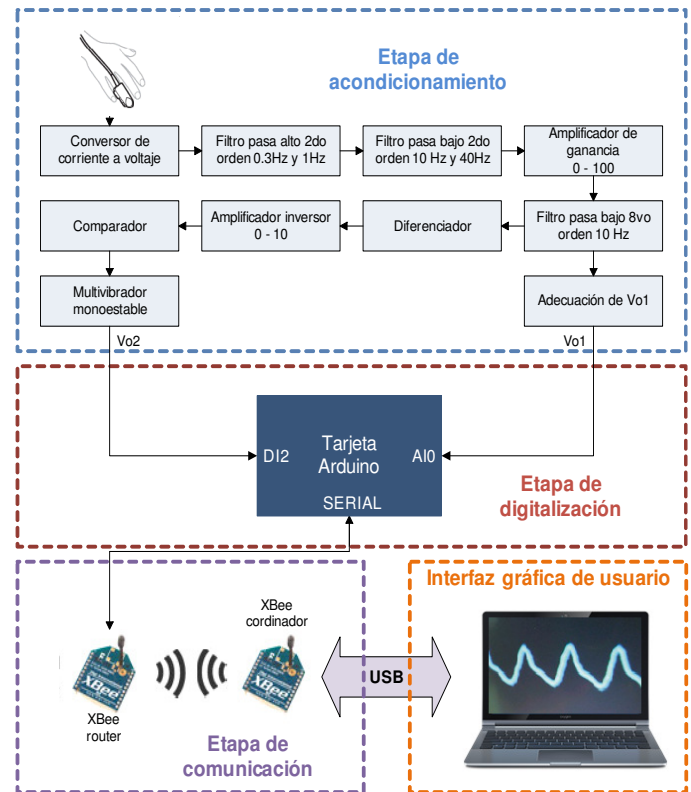 Etapa de
acondicionamiento
Conversor de
corriente a voltaje
Filtro pasa alto 2do
orden 0.3Hz y 1Hz
Filtro pasa bajo 2do
orden 10 Hz y 40Hz
Amplificador de
ganancia
0 - 100
Comparador
Amplificador inversor
0 - 10
Diferenciador
Filtro pasa bajo 8vo
orden 10 Hz
Multivibrador
monoestable
Adecuación de Vo1
Vo2
Vo1
DI2
Tarjeta
Arduino
AI0
SERIAL
Etapa de
digitalización
Interfaz gráfica de usuario
XBee
cordinador
XBee
XBee
USB
XBee
router
Etapa de
comunicación